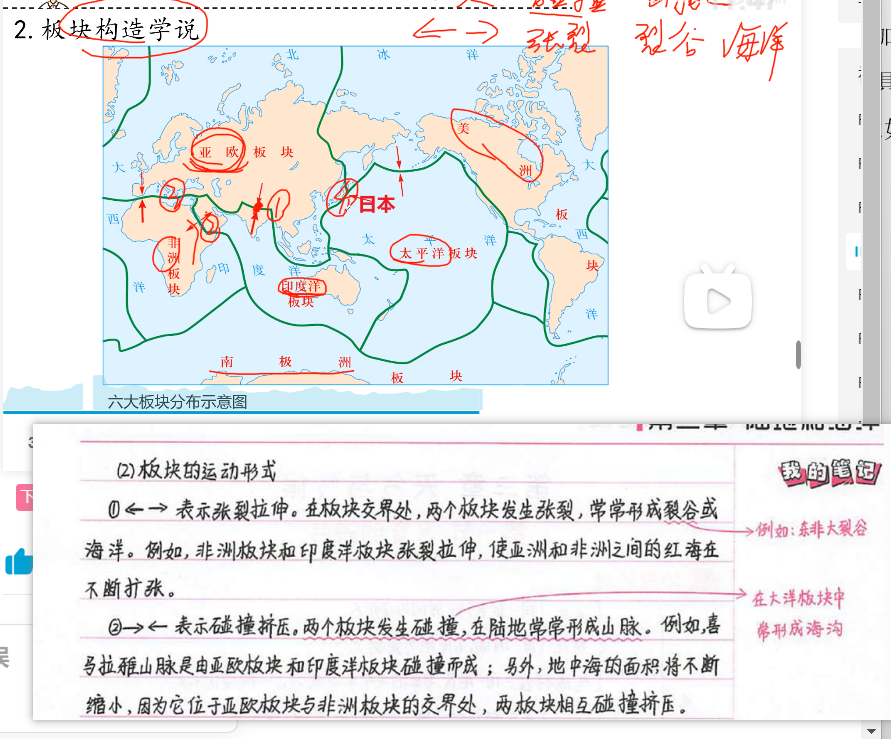 2. 板块构造学说
张裂 裂谷 海洋
北 冰 洋
亚 欧 板 块
美
洲
大
大
西
西
日本
板
块
太 平 洋
太平洋板块
非
洲
板
块
印 度 洋
印度洋
板块
洋
洋
南 极 洲
板 块
六大板块分布示意图
(2)板块的运动形式
我的笔记
①←→ 表示张裂拉伸。在板块交界处,两个板块发生张裂,常常形成裂谷或
海洋。例如,非洲板块和印度洋板块张裂拉伸,使亚洲和非洲之间的红海在
不断扩张。
例如:东非大裂谷
②→← 表示碰撞挤压。两个板块发生碰撞,在陆地常常形成山脉。例如,喜
马拉雅山脉是由亚欧板块和印度洋板块碰撞而成;另外,地中海的面积将不断
缩小,因为它位于亚欧板块与非洲板块的交界处,两板块相互碰撞挤压。
在大洋板块中
常形成海沟